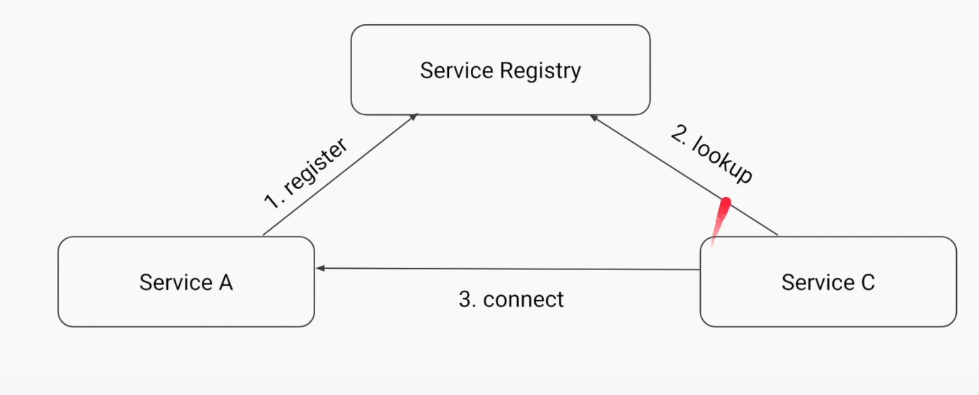 Service Registry
1. register
2. lookup
Service A
Service C
3. connect